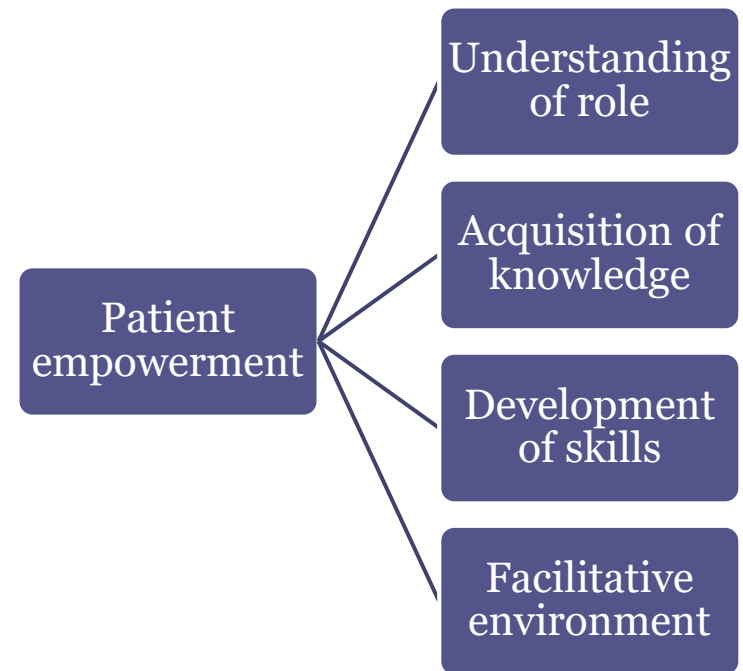 Understanding
of role
Acquisition of
knowledge
Patient
empowerment
Development
of skills
Facilitative
environment